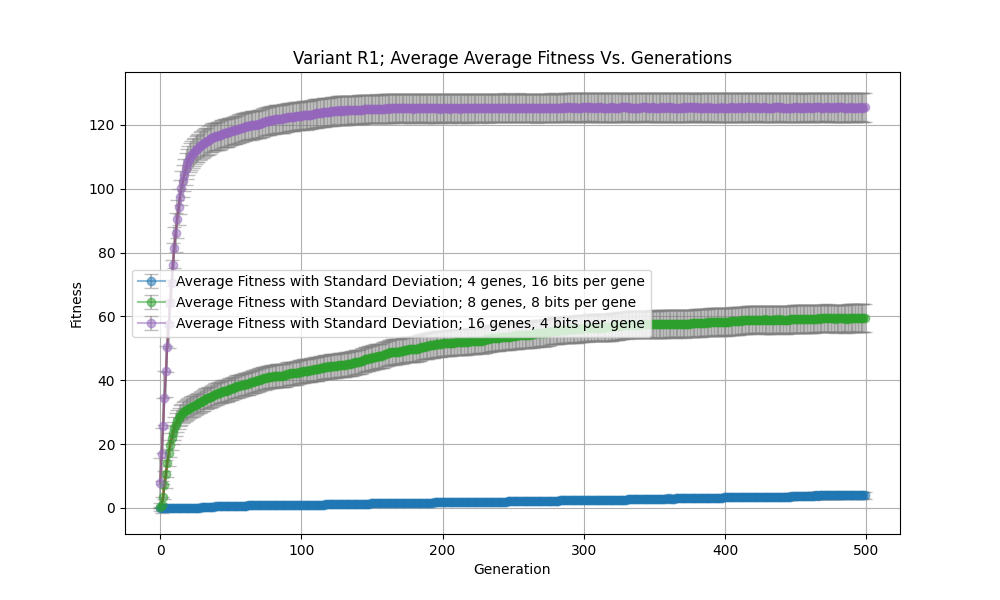 Variant R1; Average Average Fitness Vs. Generations
120
100
80
60
40
20
0
Fitness
Average Fitness with Standard Deviation; 4 genes, 16 bits per gene
Average Fitness with Standard Deviation; 8 genes, 8 bits per gene
Average Fitness with Standard Deviation; 16 genes, 4 bits per gene
0 100 200 300 400 500
Generation